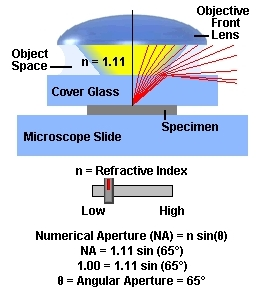 Objective
Front
Lens
Object
Space
n = 1.11
Cover Glass
Specimen
Microscope Slide
n = Refractive Index
Low High
Numerical Aperture (NA) = n sin(θ)
NA = 1.11 sin (65°)
1.00 = 1.11 sin (65°)
θ = Angular Aperture = 65°